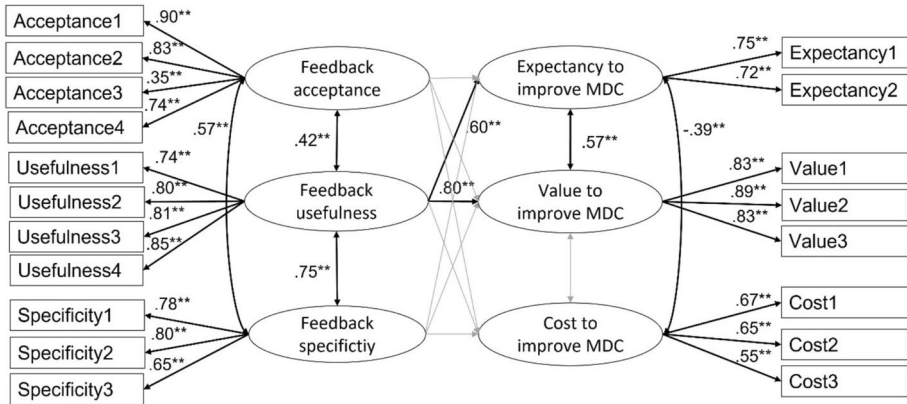 Acceptance1
.90**
Acceptance2
.83**
Acceptance3
.35**
Acceptance4
.74**
.57**
Usefulness1
.74**
Usefulness2
.80**
Usefulness3
.81**
Usefulness4
.85**
Specificity1
.78**
Specificity2
.80**
Specificity3
.65**
Feedback
acceptance
.42**
Feedback
usefulness
.75**
Feedback
specifictiy
.60**
.80**
Expectancy to
improve MDC
.57**
-.39**
Value to
improve MDC
Cost to
improve MDC
.75**
Expectancy1
.72**
Expectancy2
.83**
Value1
.89**
Value2
.83**
Value3
.67**
Cost1
.65**
Cost2
.55**
Cost3